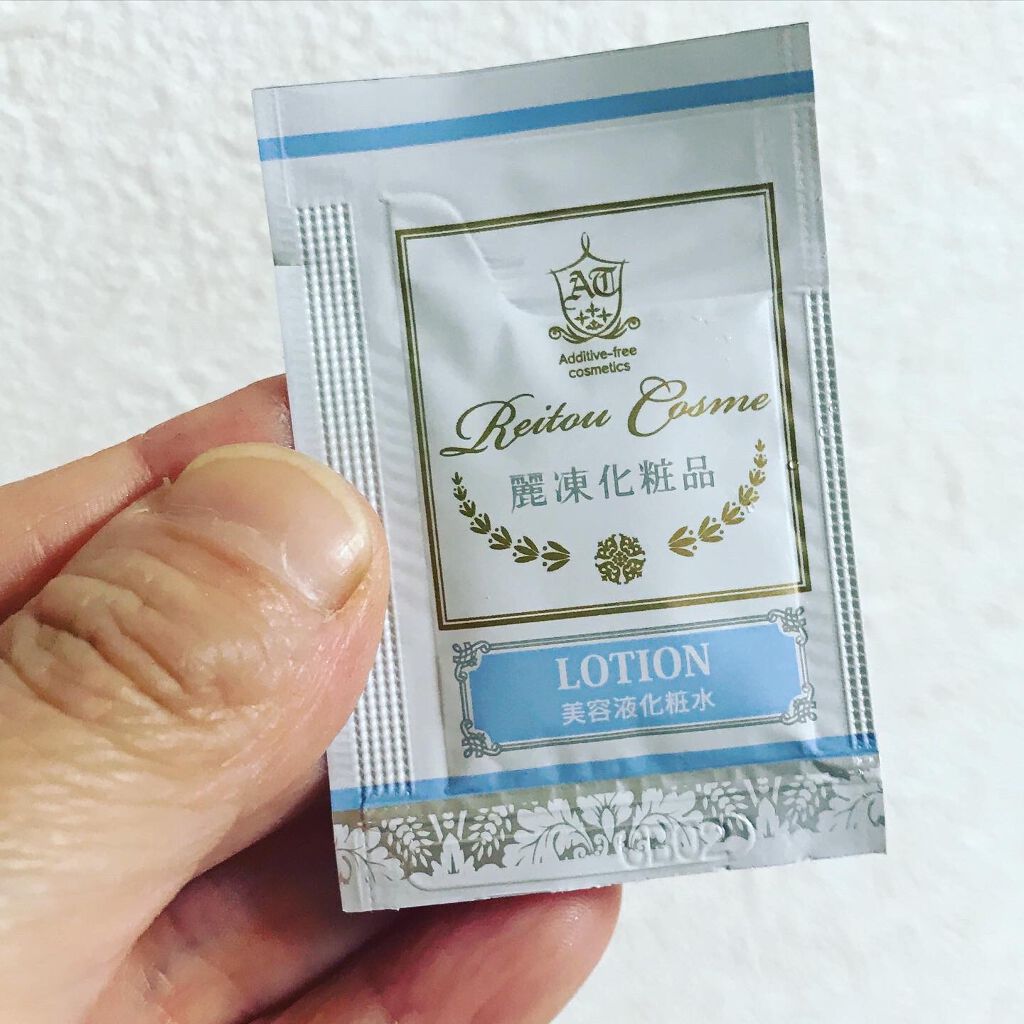 AT
Additive-free
cosmetics
Reitou Cosme
麗凍化粧品
LOTION
美容液化粧水